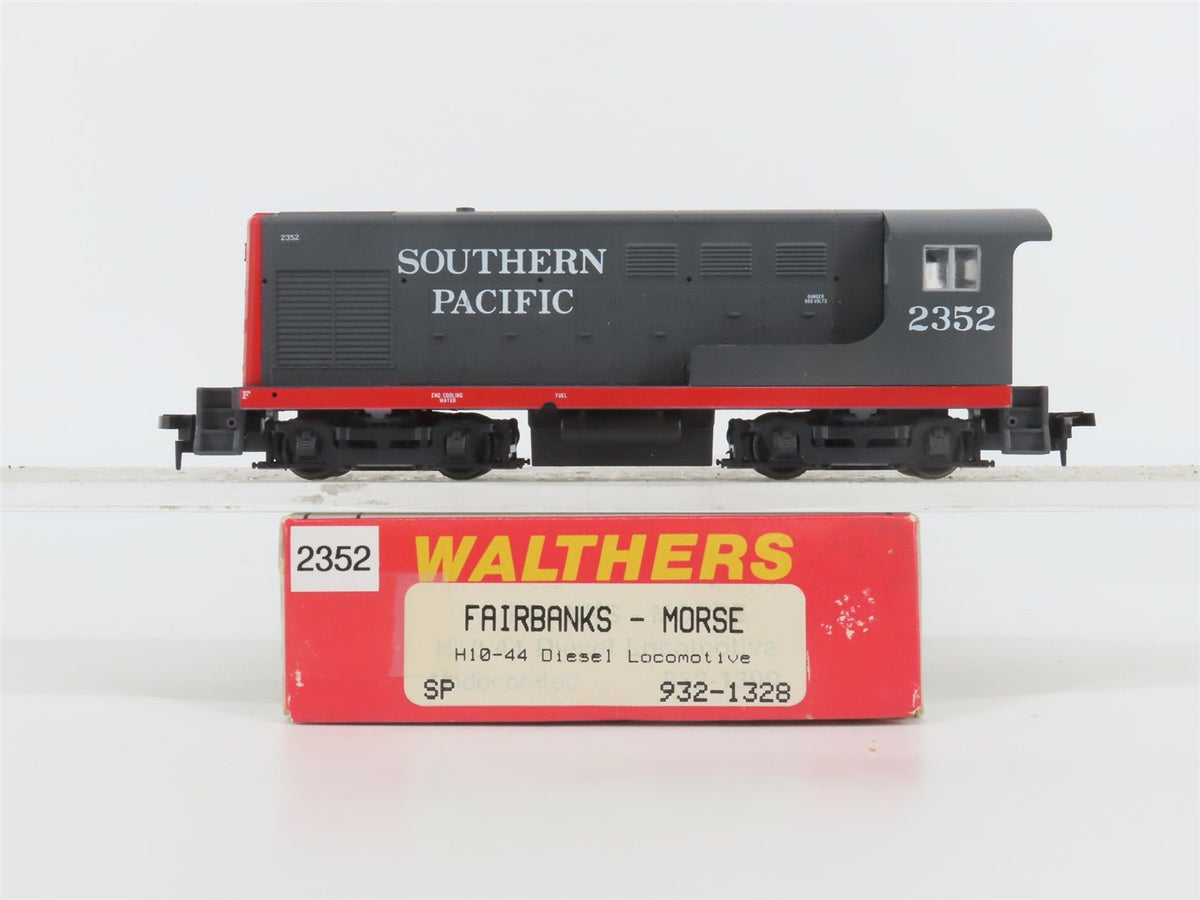 2352
SOUTHERN
PACIFIC
DANGER
600 VOLTS
2352
F
ENG COOLING
WATER
FUEL
2352
WALTHERS
FAIRBANKS - MORSE
H10-44 Diesel Locomotive
SP 932-1328